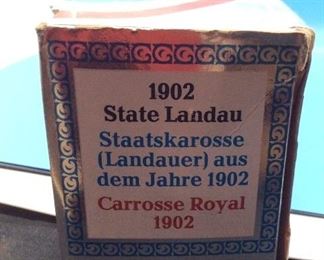 1902
State Landau
Staatskarosse
(Landauer) aus
dem Jahre 1902
Carrosse Royal
1902